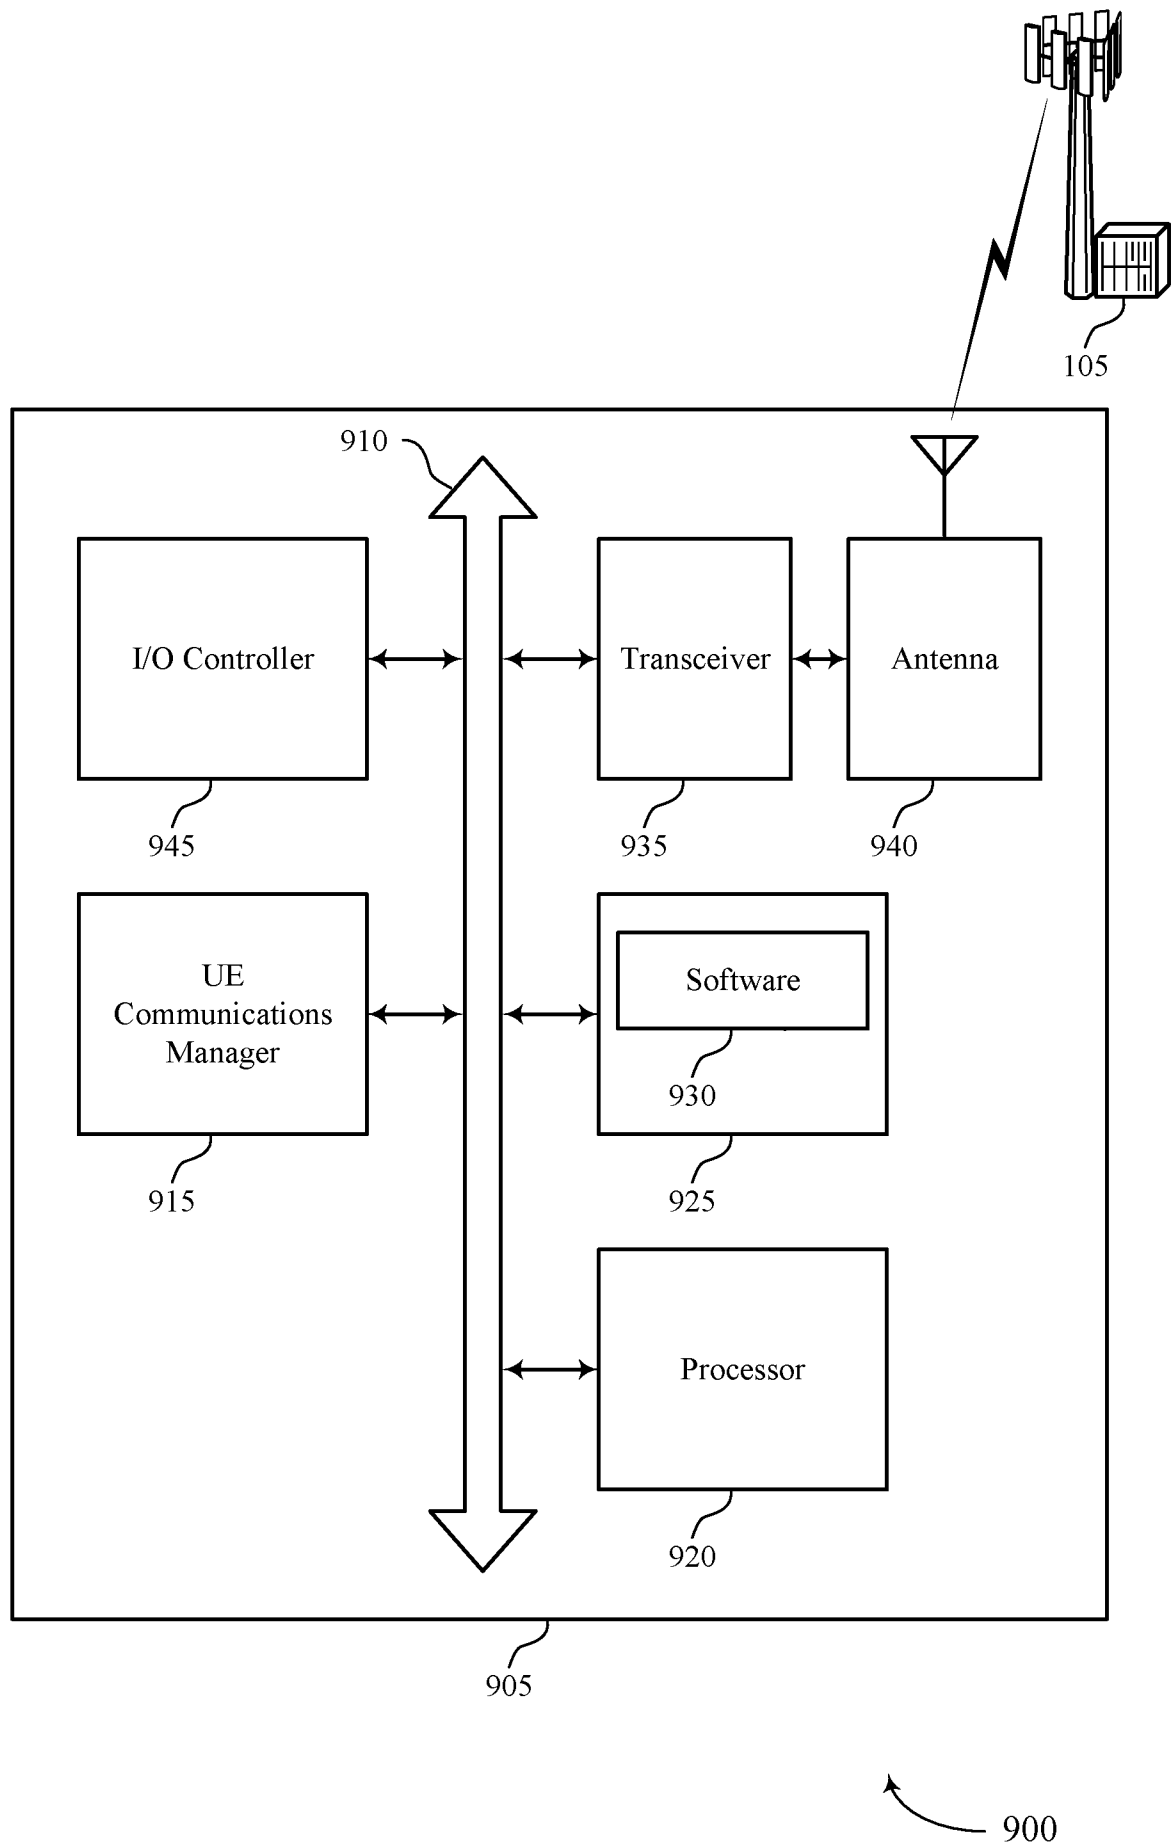 105
910
I/O Controller
Transceiver
Antenna
945
935
940
UE
Communications
Manager
Software
930
915
925
Processor
920
905
900